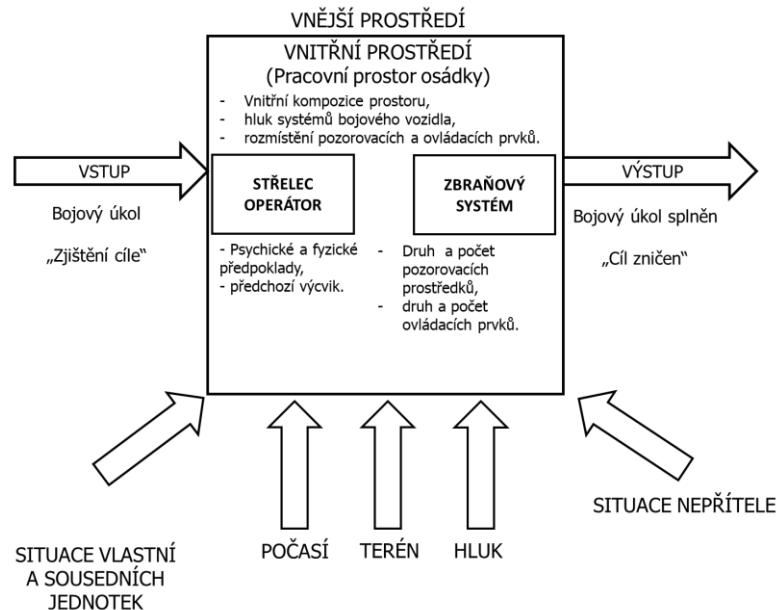 VNĚJŠÍ PROSTŘEDÍ
VNITŘNÍ PROSTŘEDÍ
(Pracovní prostor osádky)
- Vnitřní kompozice prostoru,
- hluk systémů bojového vozidla,
- rozmístění pozorovacích a ovládacích prvků.
VSTUP
Bojový úkol
„Zjištění cíle“
STŘELEC
OPERÁTOR
- Psychické a fyzické
předpoklady,
- předchozí výcvik.
ZBRAŇOVÝ
SYSTÉM
- Druh a počet
pozorovacích
prostředků,
- druh a počet
ovládacích prvků.
VÝSTUP
Bojový úkol splněn
„Cíl zničen“
SITUACE VLASTNÍ
A SOUSEDNÍCH
JEDNOTEK
POČASÍ
TERÉN
HLUK
SITUACE NEPŘÍTELE